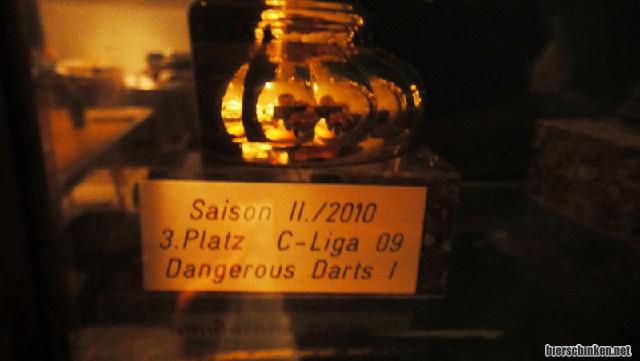 Saison II./2010
3.Platz C-Liga 09
Dangerous Darts I
bierschinken.net